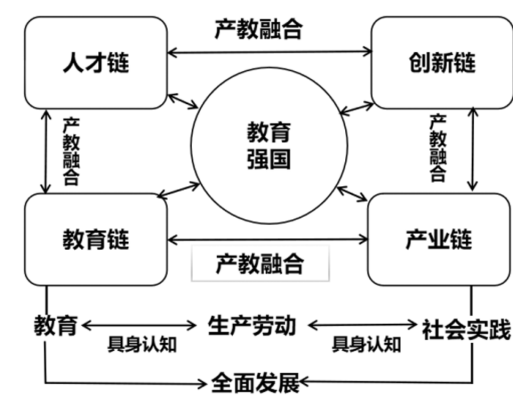 产教融合
人才链
创新链
产教融合
产教融合
教育
强国
教育链
产业链
产教融合
教育
生产劳动
社会实践
具身认知
具身认知
全面发展